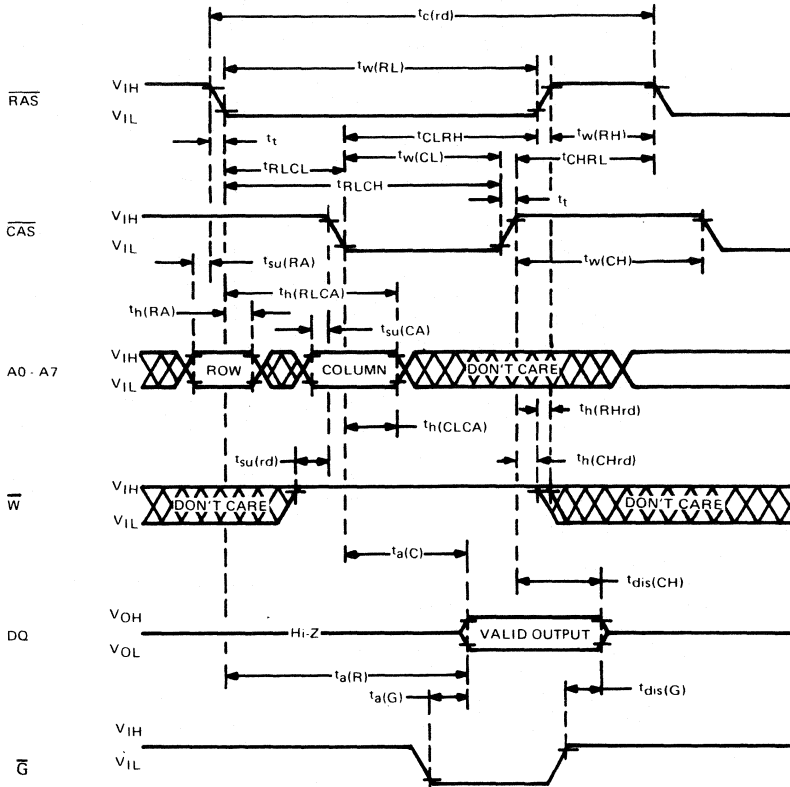 tc(rd)
tw(RL)
VIH
RAS
VIL
tCLRH
tw(RH)
tt
tRLCL
tw(CL)
tCHRL
tRLCH
tt
VIH
CAS
VIL
tw(CH)
tsu(RA)
th(RLCA)
th(RA)
tsu(CA)
VIH
A0 - A7
ROW
COLUMN
DON'T CARE
VIL
th(RHrd)
th(CLCA)
tsu(rd)
th(CHrd)
VIH
W
DON'T CARE
DON'T CARE
VIL
ta(C)
tdis(CH)
VOH
DQ
Hi-Z
VALID OUTPUT
VOL
ta(R)
ta(G)
tdis(G)
VIH
VIL
G